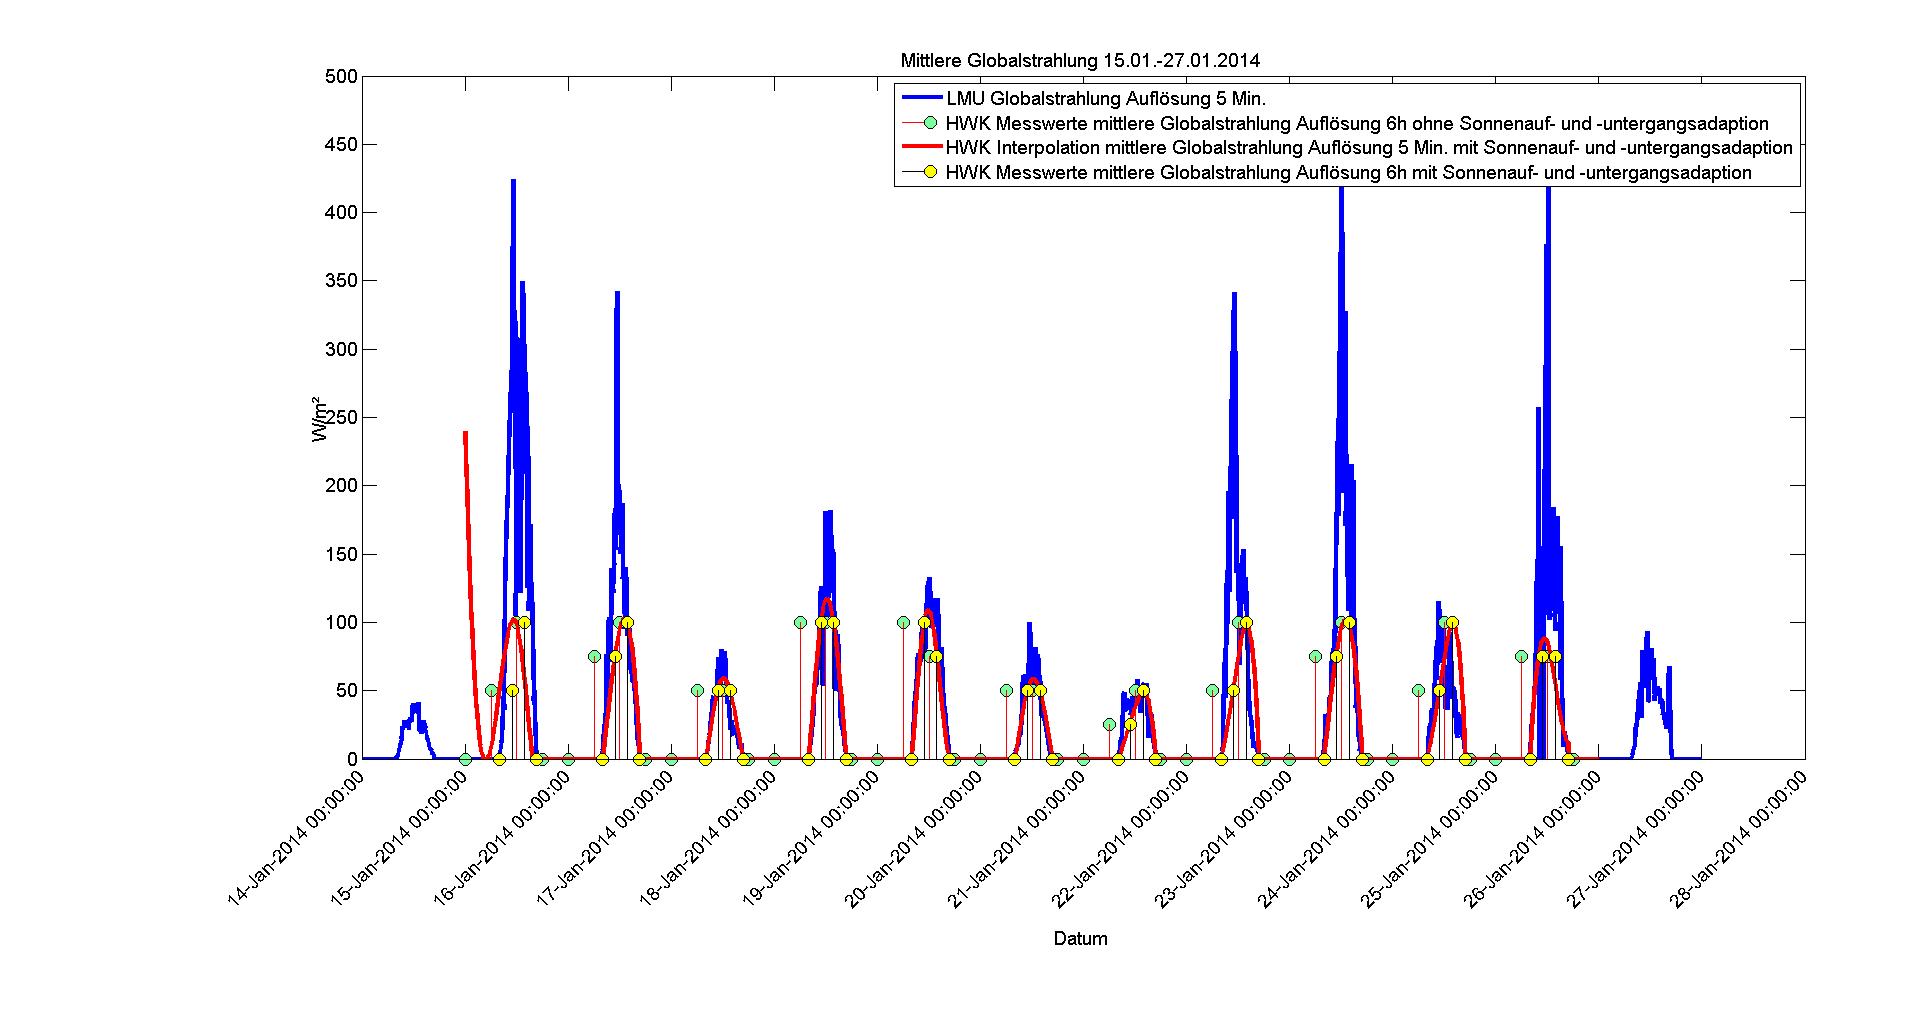 Mittlere Globalstrahlung 15.01.-27.01.2014
LMU Globalstrahlung Auflösung 5 Min.
HWK Messwerte mittlere Globalstrahlung Auflösung 6h ohne Sonnenauf- und -untergangsadaption
HWK Interpolation mittlere Globalstrahlung Auflösung 5 Min. mit Sonnenauf- und -untergangsadaption
HWK Messwerte mittlere Globalstrahlung Auflösung 6h mit Sonnenauf- und -untergangsadaption
500
450
400
350
300
250
200
150
100
50
0
W/m²
14-Jan-2014 00:00:00
15-Jan-2014 00:00:00
16-Jan-2014 00:00:00
17-Jan-2014 00:00:00
18-Jan-2014 00:00:00
19-Jan-2014 00:00:00
20-Jan-2014 00:00:00
21-Jan-2014 00:00:00
22-Jan-2014 00:00:00
23-Jan-2014 00:00:00
24-Jan-2014 00:00:00
25-Jan-2014 00:00:00
26-Jan-2014 00:00:00
27-Jan-2014 00:00:00
28-Jan-2014 00:00:00
Datum